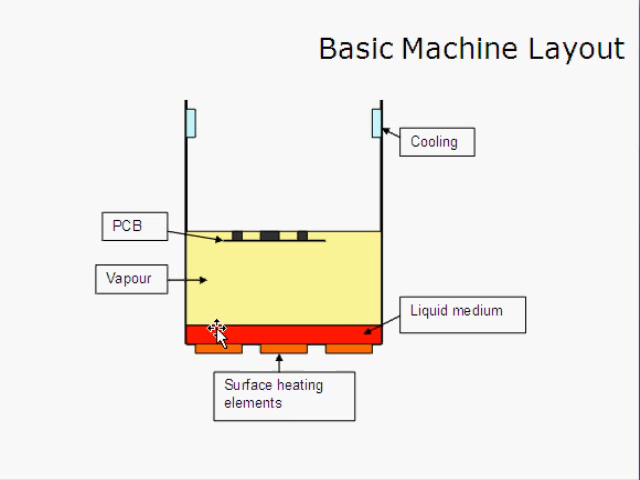 Basic Machine Layout
Cooling
PCB
Vapour
Liquid medium
Surface heating
elements